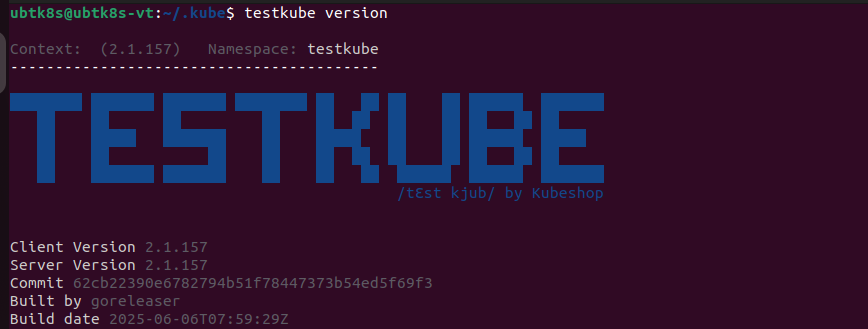 ubtk8s@ubtk8s-vt:~/.kube$ testkube version
Context:  (2.1.157)   Namespace: testkube
-----------------------------------------
TESTKUBE
/tƐst kjub/ by Kubeshop
Client Version 2.1.157
Server Version 2.1.157
Commit 62cb22390e6782794b51f78447373b54ed5f69f3
Built by goreleaser
Build date 2025-06-06T07:59:29Z